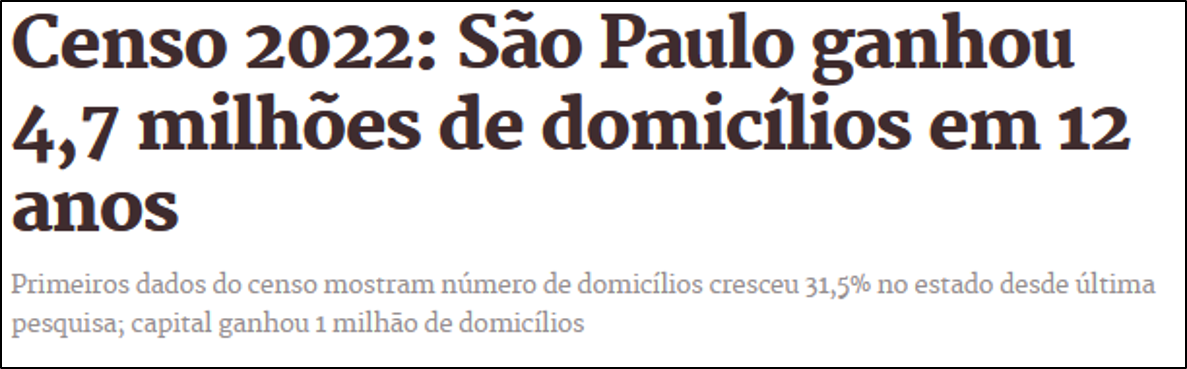 Censo 2022: São Paulo ganhou
4,7 milhões de domicílios em 12
anos
Primeiros dados do censo mostram número de domicílios cresceu 31,5% no estado desde última
pesquisa; capital ganhou 1 milhão de domicílios